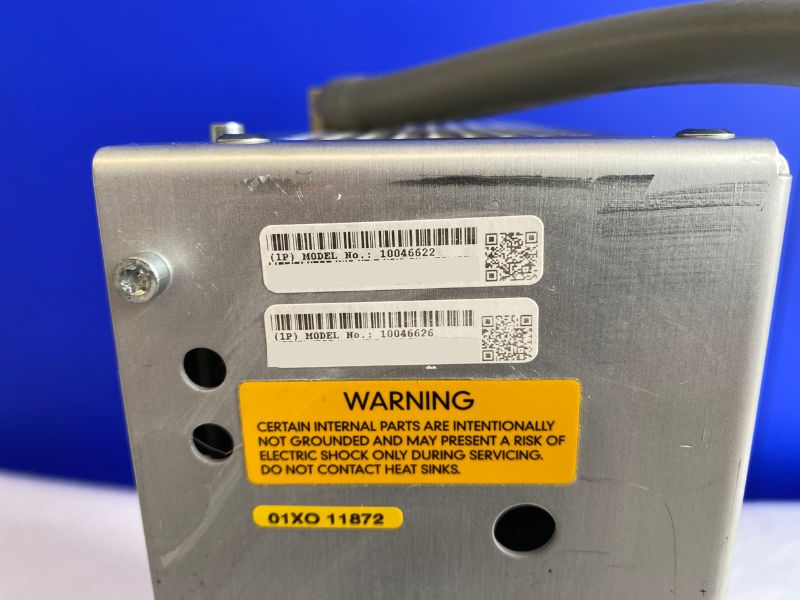 (1P) MODEL No.: 10046622
(1P) MODEL No.: 10046626
WARNING
CERTAIN INTERNAL PARTS ARE INTENTIONALLY
NOT GROUNDED AND MAY PRESENT A RISK OF
ELECTRIC SHOCK ONLY DURING SERVICING.
DO NOT CONTACT HEAT SINKS.
01XO 11872